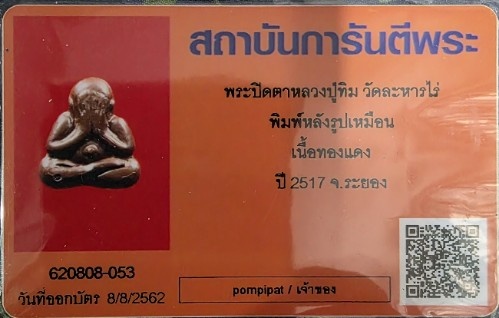 สถาบันการันตีพระ
พระปิดตาหลวงปู่ทิม วัดละหารไร่
พิมพ์หลังรูปเหมือน
เนื้อทองแดง
ปี 2517 จ.ระยอง
620808-053
วันที่ออกบัตร 8/8/2562
pompipat / เจ้าของ